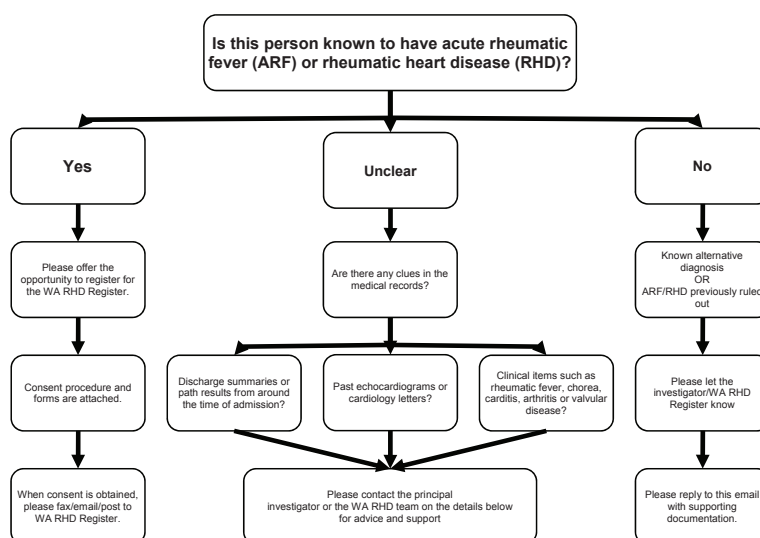 Is this person known to have acute rheumatic
fever (ARF) or rheumatic heart disease (RHD)?
Yes
Unclear
No
Please offer the
opportunity to register for
the WA RHD Register.
Are there any clues in the
medical records?
Known alternative
diagnosis
OR
ARF/RHD previously ruled
out
Consent procedure and
forms are attached.
Discharge summaries or
path results from around
the time of admission?
Past echocardiograms or
cardiology letters?
Clinical items such as
rheumatic fever, chorea,
carditis, arthritis or valvular
disease?
Please let the
investigator/WA RHD
Register know
When consent is obtained,
please fax/email/post to
WA RHD Register.
Please contact the principal
investigator or the WA RHD team on the details below
for advice and support
Please reply to this email
with supporting
documentation.